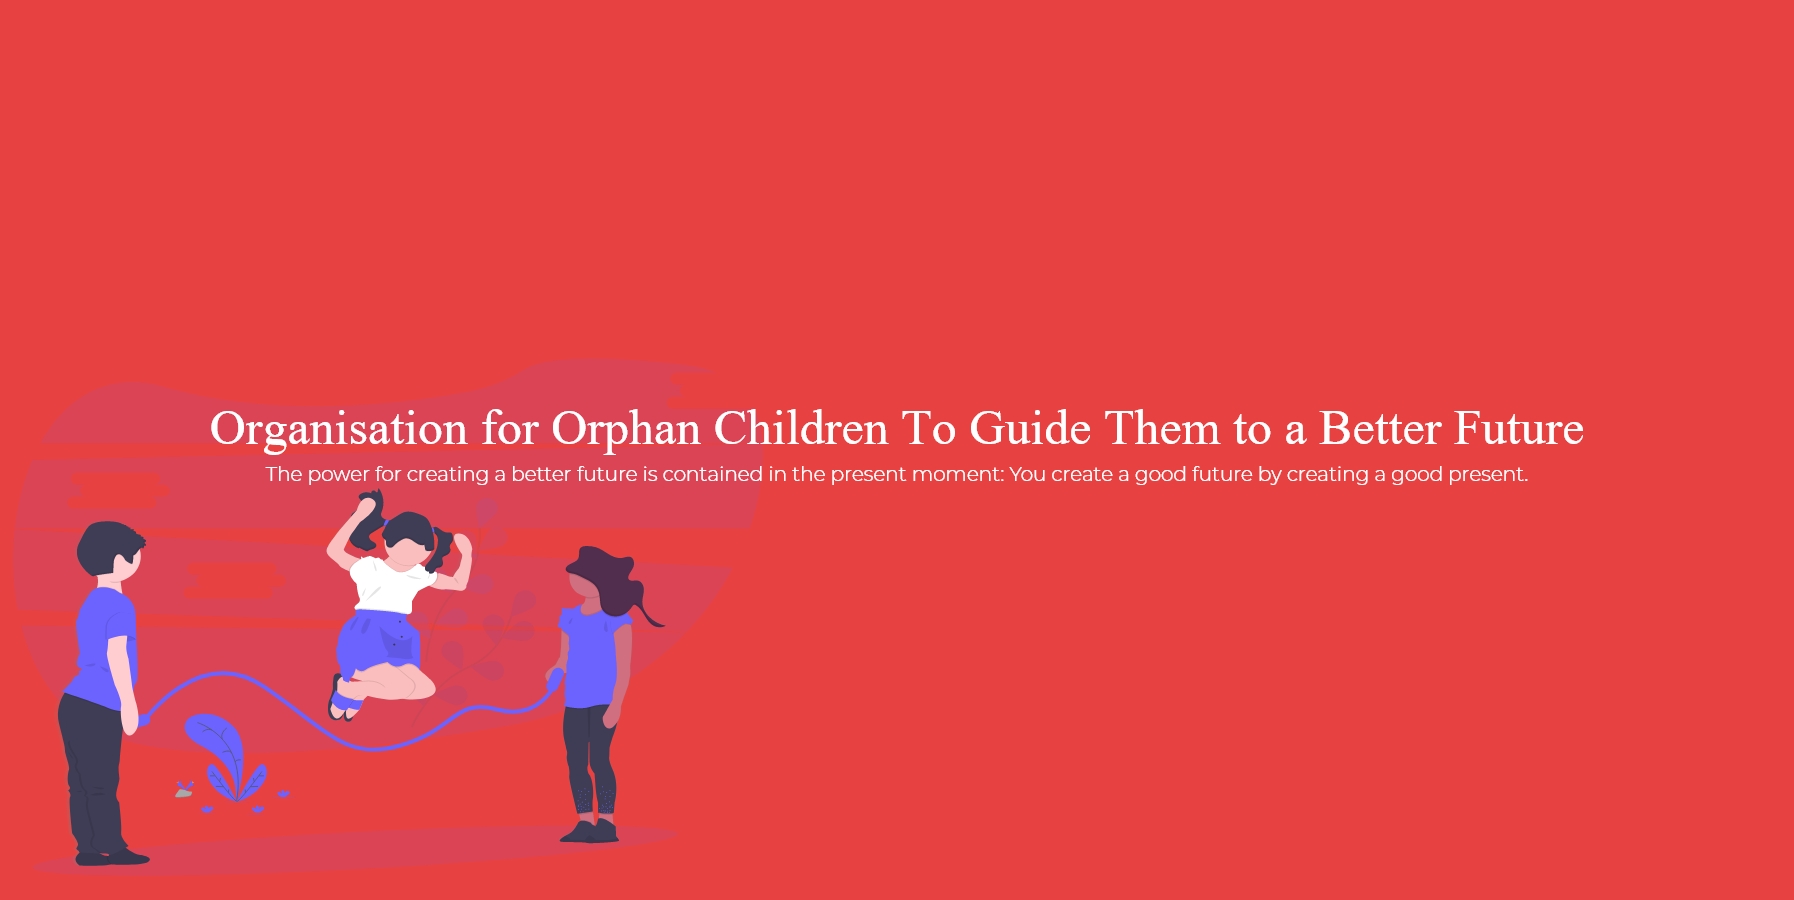 Organisation for Orphan Children To Guide Them to a Better Future
The power for creating a better future is contained in the present moment: You create a good future by creating a good present.